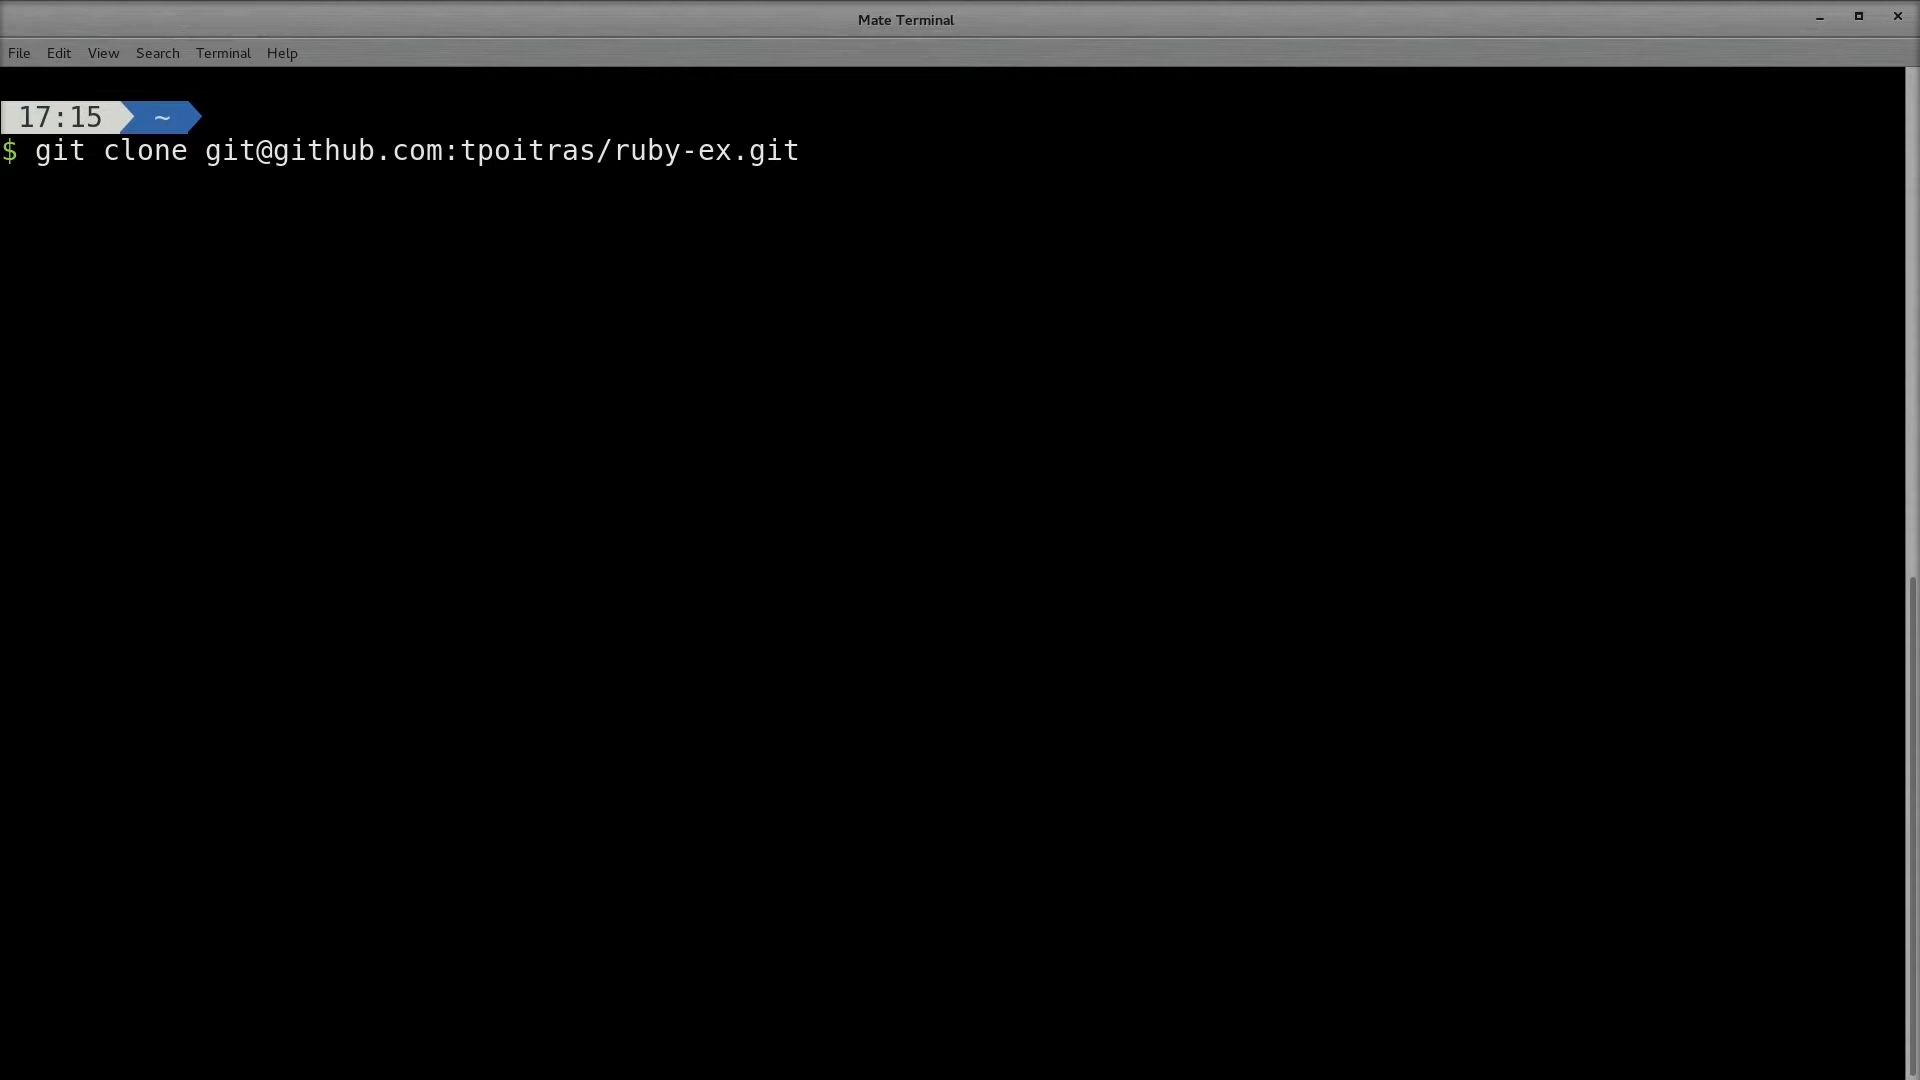 Mate Terminal
File Edit View Search Terminal Help
17:15 ~
$ git clone git@github.com:tpoitras/ruby-ex.git